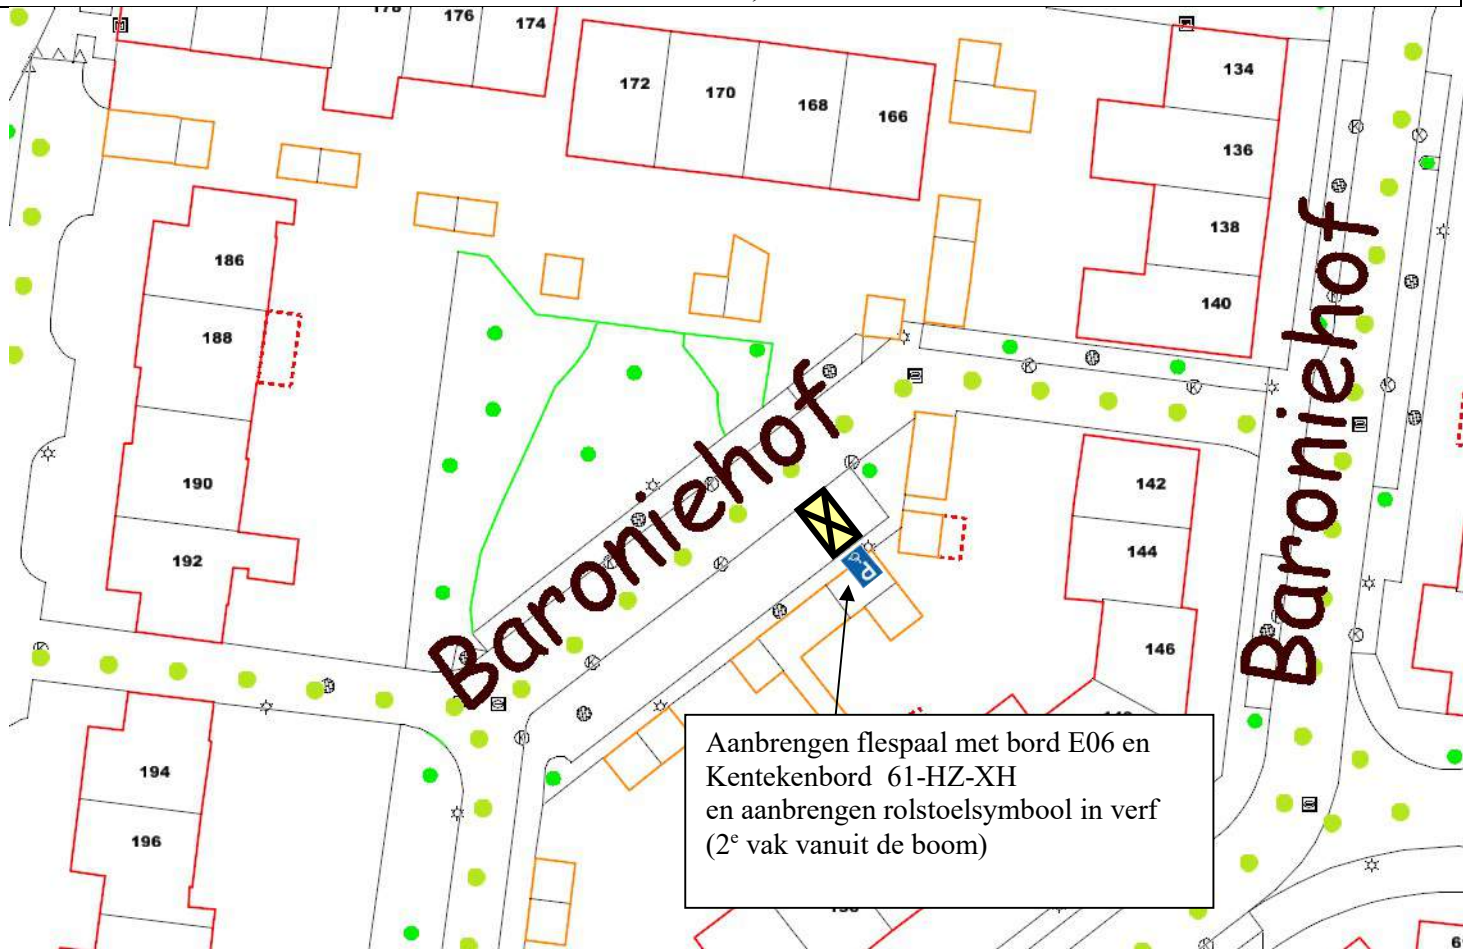 176
174
172
170
168
166
134
136
138
140
186
188
190
192
194
196
142
144
146
Baroniehof
Baroniehof
P
Aanbrengen flespaal met bord E06 en
Kentekenbord 61-HZ-XH
en aanbrengen rolstoelsymbool in verf
(2e vak vanuit de boom)